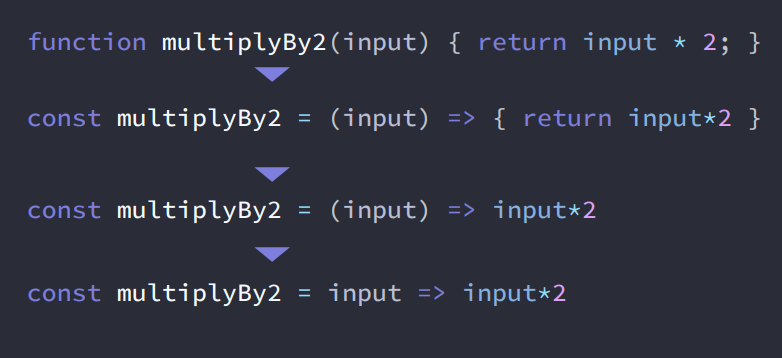 function multiplyBy2(input) { return input * 2; }
const multiplyBy2 = (input) => { return input*2 }
const multiplyBy2 = (input) => input*2
const multiplyBy2 = input => input*2